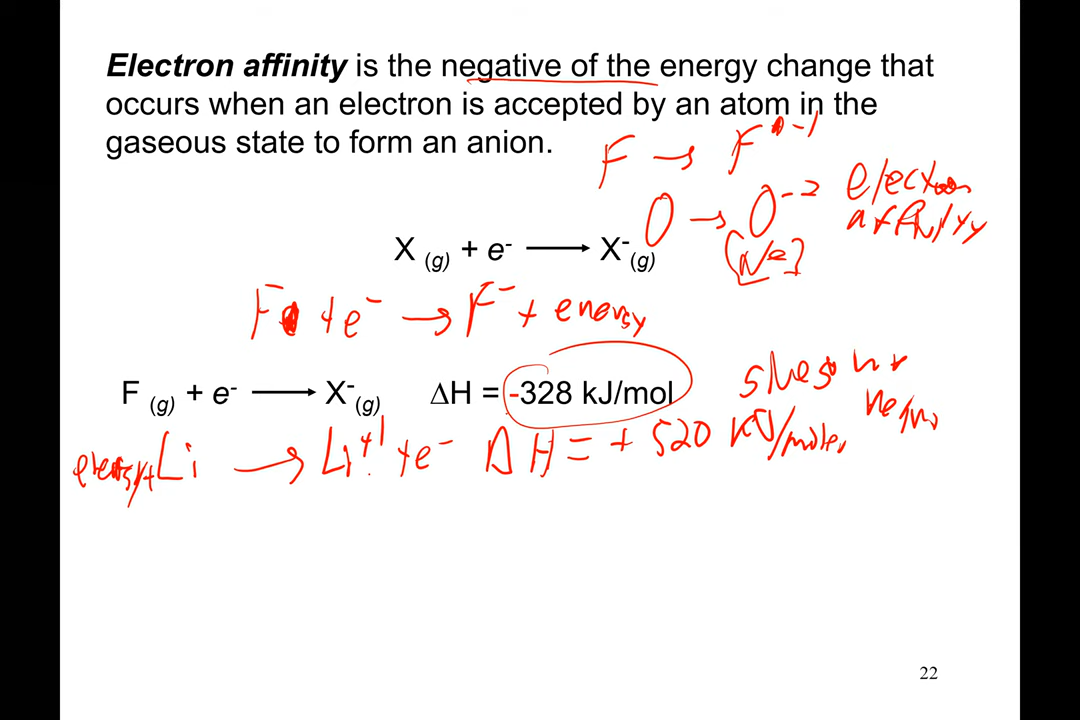 Electron affinity is the negative of the energy change that
occurs when an electron is accepted by an atom in the
gaseous state to form an anion.
F → F-1
O → O-2 electron
affinity
[Ne]
X (g) + e- → X-(g)
F + e- → F- + energy
F (g) + e- → X-(g) ΔH = -328 kJ/mol
energy + Li → Li+1 + e- ΔH = + 520 KJ/moles
22